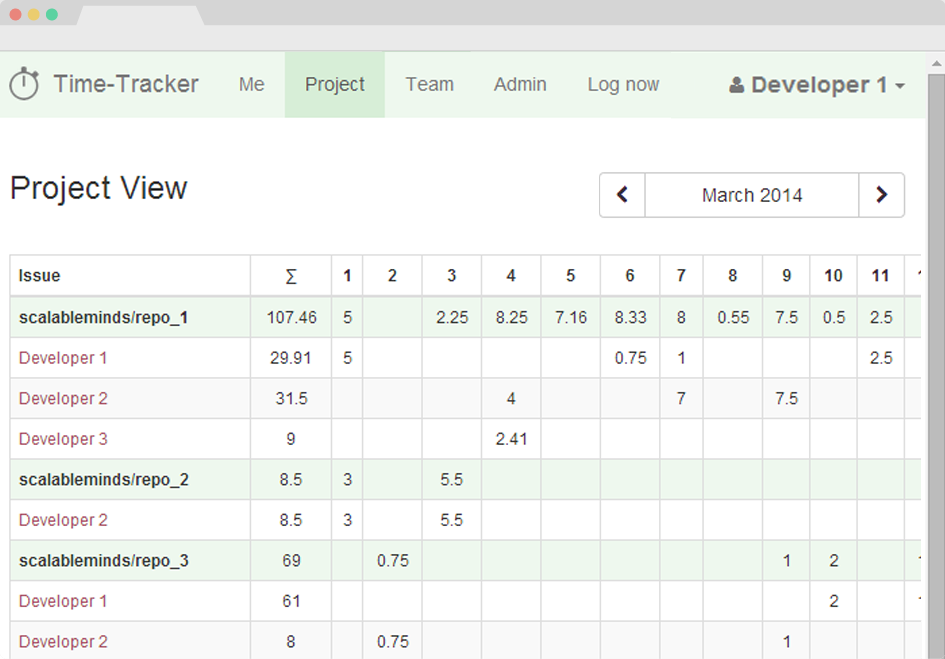 Time-Tracker Me Project Team Admin Log now Developer 1
Project View
March 2014
Issue Σ 1 2 3 4 5 6 7 8 9 10 11
scalableminds/repo_1 107.46 5 2.25 8.25 7.16 8.33 8 0.55 7.5 0.5 2.5
Developer 1 29.91 5 0.75 1 2.5
Developer 2 31.5 4 7 7.5
Developer 3 9 2.41
scalableminds/repo_2 8.5 3 5.5
Developer 2 8.5 3 5.5
scalableminds/repo_3 69 0.75 1 2
Developer 1 61 2
Developer 2 8 0.75 1